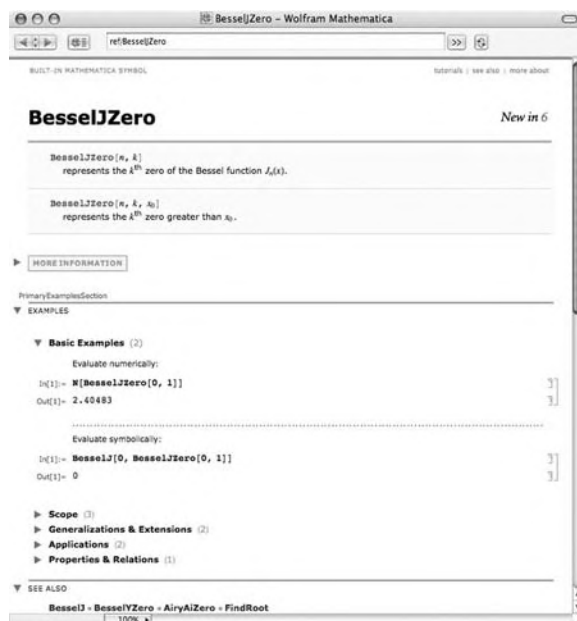 BesselJZero – Wolfram Mathematica
ref/BesselJZero >>
BUILT-IN MATHEMATICA SYMBOL tutorials | see also | more about
BesselJZero New in 6
BesselJZero[n, k]
represents the kth zero of the Bessel function Jn(x).
BesselJZero[n, k, x0]
represents the kth zero greater than x0.
MORE INFORMATION
PrimaryExamplesSection
EXAMPLES
Basic Examples (2)
Evaluate numerically:
In[1]:= N[BesselJZero[0, 1]]
Out[1]= 2.40483
Evaluate symbolically:
In[1]:= BesselJ[0, BesselJZero[0, 1]]
Out[1]= 0
Scope (3)
Generalizations & Extensions (2)
Applications (2)
Properties & Relations (1)
SEE ALSO
BesselJ ▪ BesselYZero ▪ AiryAiZero ▪ FindRoot
100%